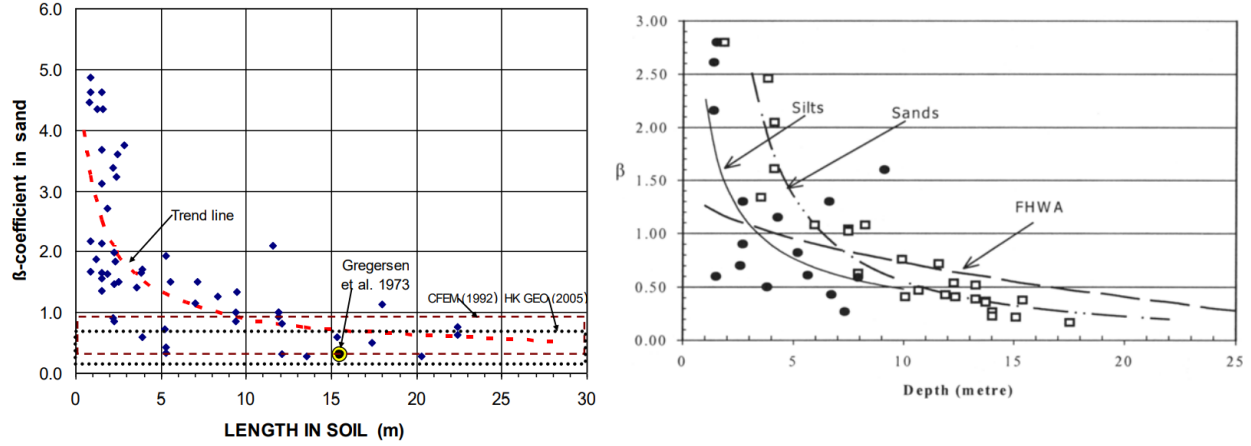 6.0
5.0
4.0
3.0
2.0
1.0
0.0
ß-coefficient in sand
Trend line
Gregersen
et al. 1973
CFEM (1992) HK GEO (2005)
0 5 10 15 20 25 30
LENGTH IN SOIL (m)
3.00
2.50
2.00
1.50
1.00
0.50
0.00
β
Silts
Sands
FHWA
0 5 10 15 20 25
Depth (metre)